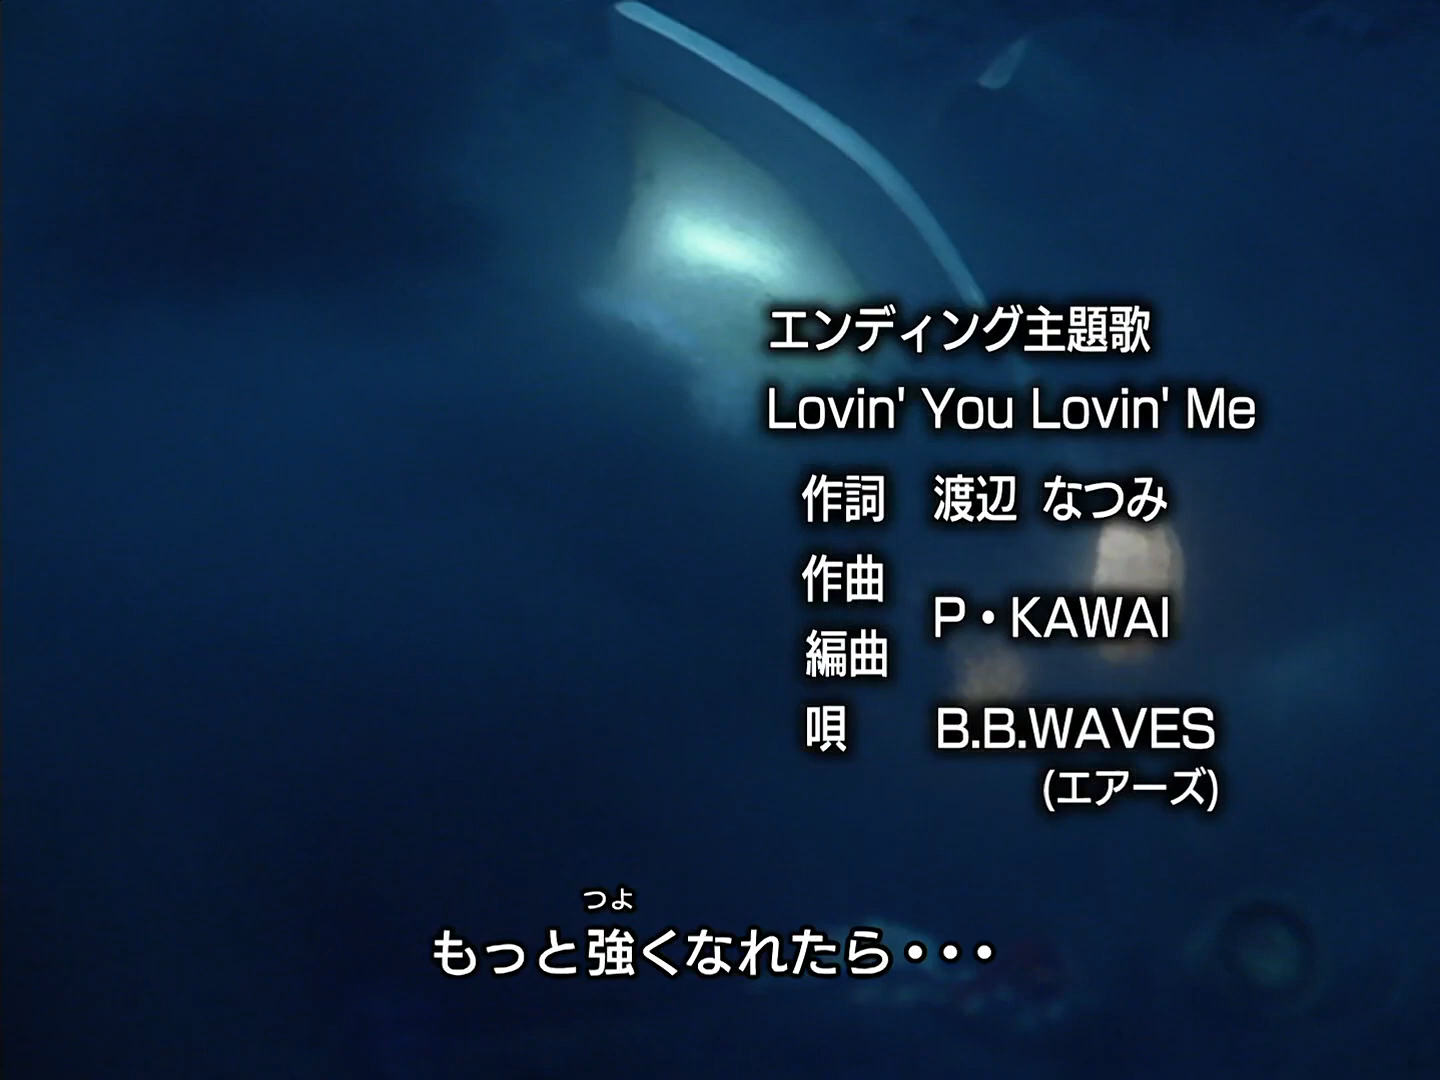 エンディング主題歌
Lovin' You Lovin' Me
作詞 渡辺 なつみ
作曲
編曲 P・KAWAI
唄 B.B.WAVES
(エアーズ)
つよ
もっと強くなれたら・・・